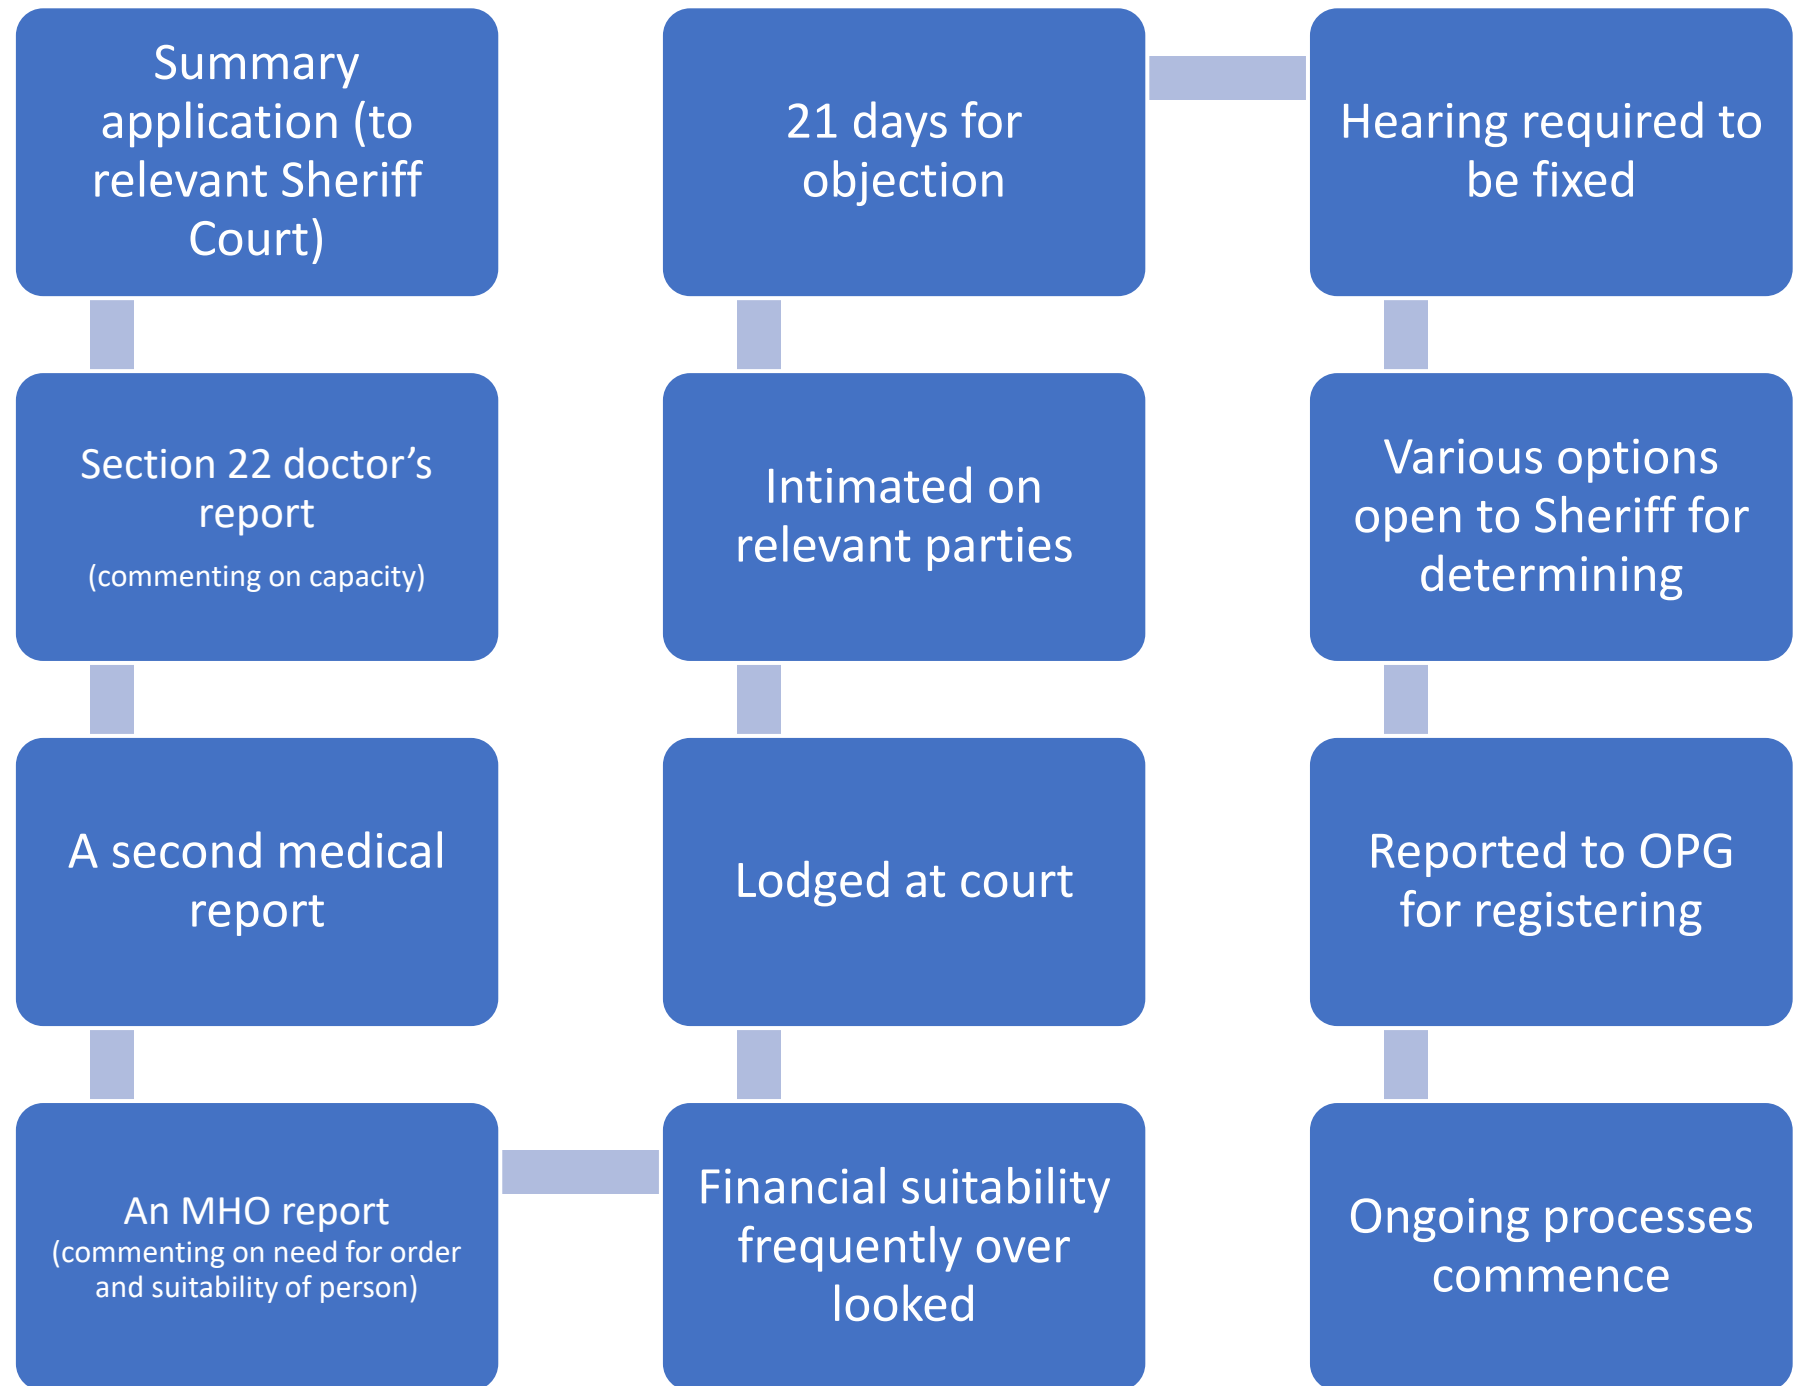 Summary
application (to
relevant Sheriff
Court)
Section 22 doctor’s
report
(commenting on capacity)
A second medical
report
An MHO report
(commenting on need for order
and suitability of person)
Financial suitability
frequently over
looked
Lodged at court
Intimated on
relevant parties
21 days for
objection
Hearing required to
be fixed
Various options
open to Sheriff for
determining
Reported to OPG
for registering
Ongoing processes
commence